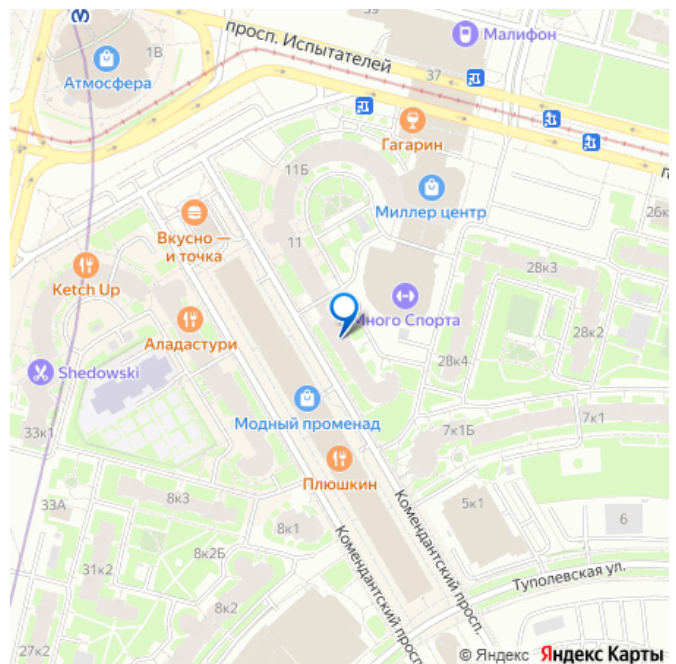 39
Малифон
просп. Испытателей
1В
Атмосфера
37
Гагарин
11Б
Миллер центр
26к
Вкусно —
и точка
11
28к3
Ketch Up
Много Спорта
Аладастури
28к2
28к4
Shedowski
Модный променад
7к1
7к1Б
33к1
Плюшкин
8к3
33А
5к1
6
8к1
8к2Б
31к2
Комендантский просп.
Комендантский просп
Туполевская ул.
8к2
27к2
© Яндекс Яндекс Карты